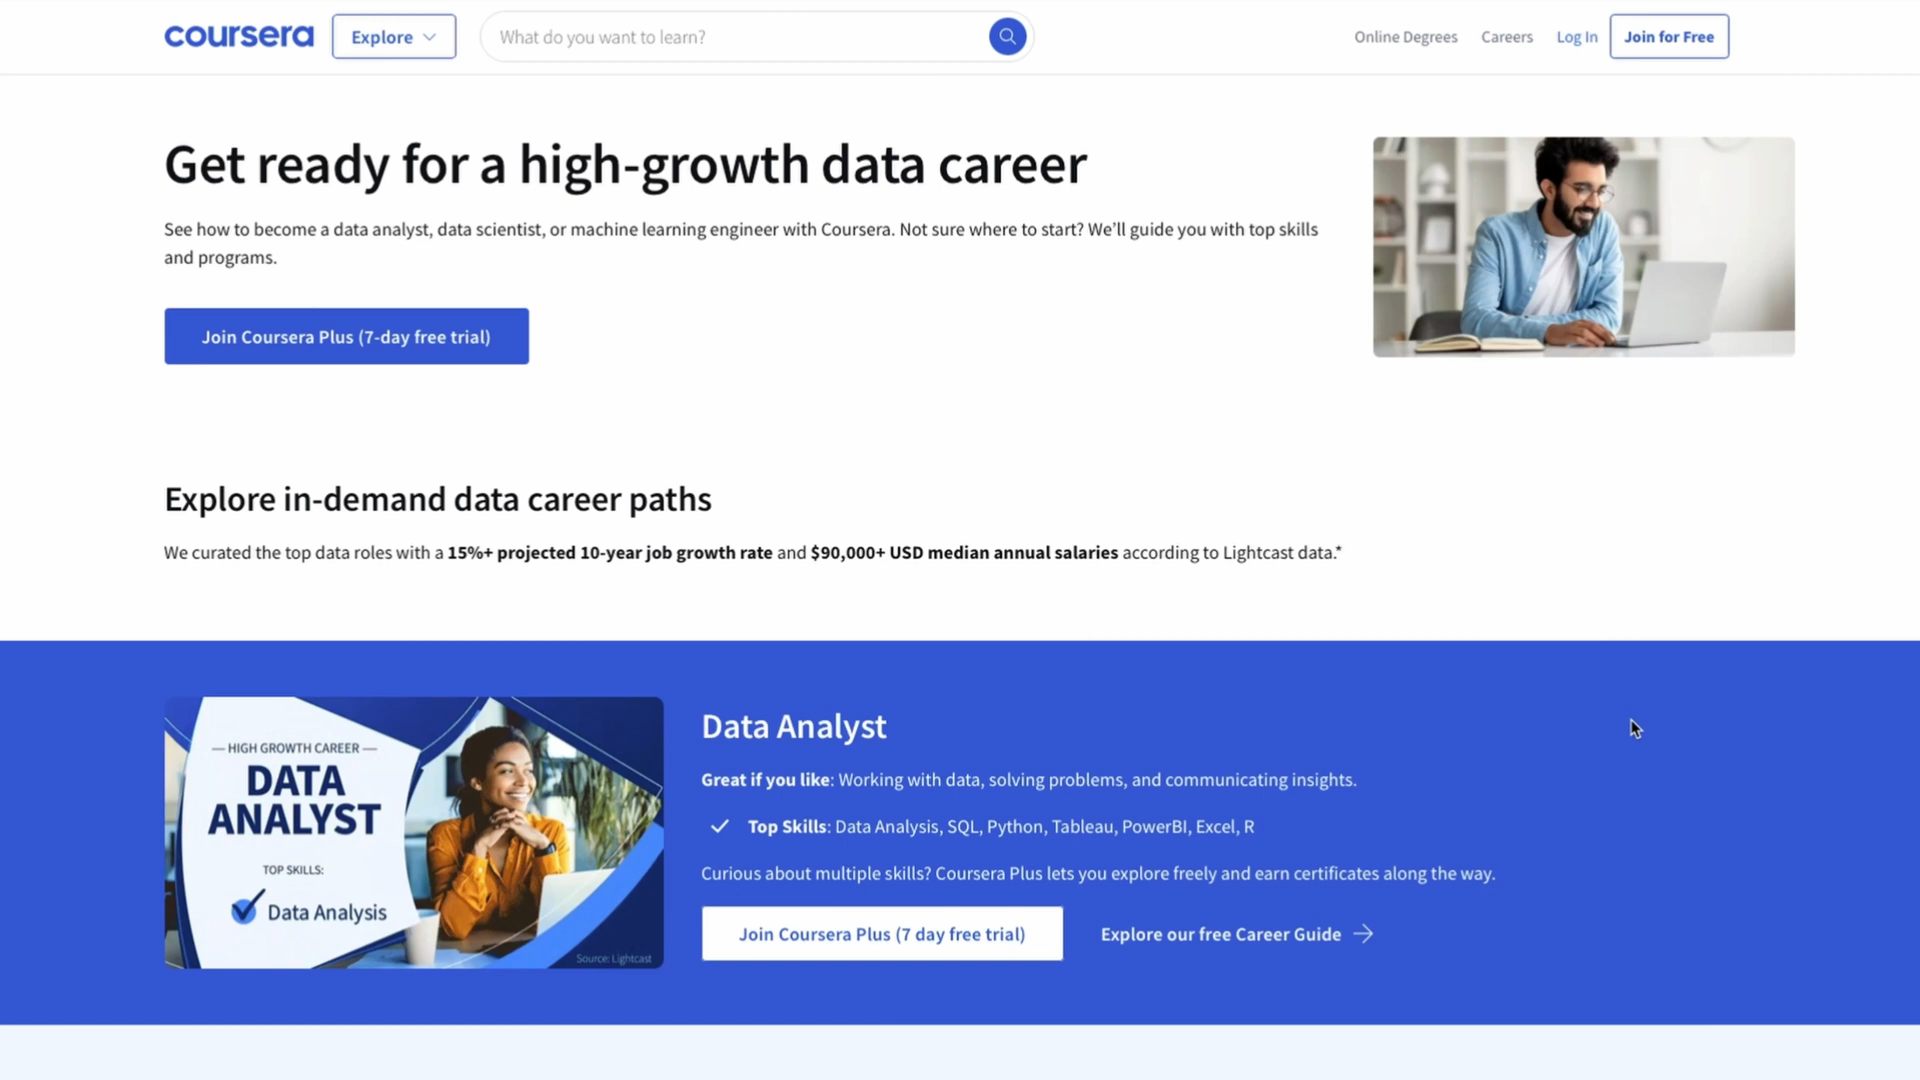 coursera
Explore
What do you want to learn?
Online Degrees
Careers
Log In
Join for Free
Get ready for a high-growth data career
See how to become a data analyst, data scientist, or machine learning engineer with Coursera. Not sure where to start? We’ll guide you with top skills
and programs.
Join Coursera Plus (7-day free trial)
Explore in-demand data career paths
We curated the top data roles with a 15%+ projected 10-year job growth rate and $90,000+ USD median annual salaries according to Lightcast data.*
— HIGH GROWTH CAREER —
DATA
ANALYST
TOP SKILLS:
Data Analysis
Source: Lightcast
Data Analyst
Great if you like: Working with data, solving problems, and communicating insights.
Top Skills: Data Analysis, SQL, Python, Tableau, PowerBI, Excel, R
Curious about multiple skills? Coursera Plus lets you explore freely and earn certificates along the way.
Join Coursera Plus (7 day free trial)
Explore our free Career Guide